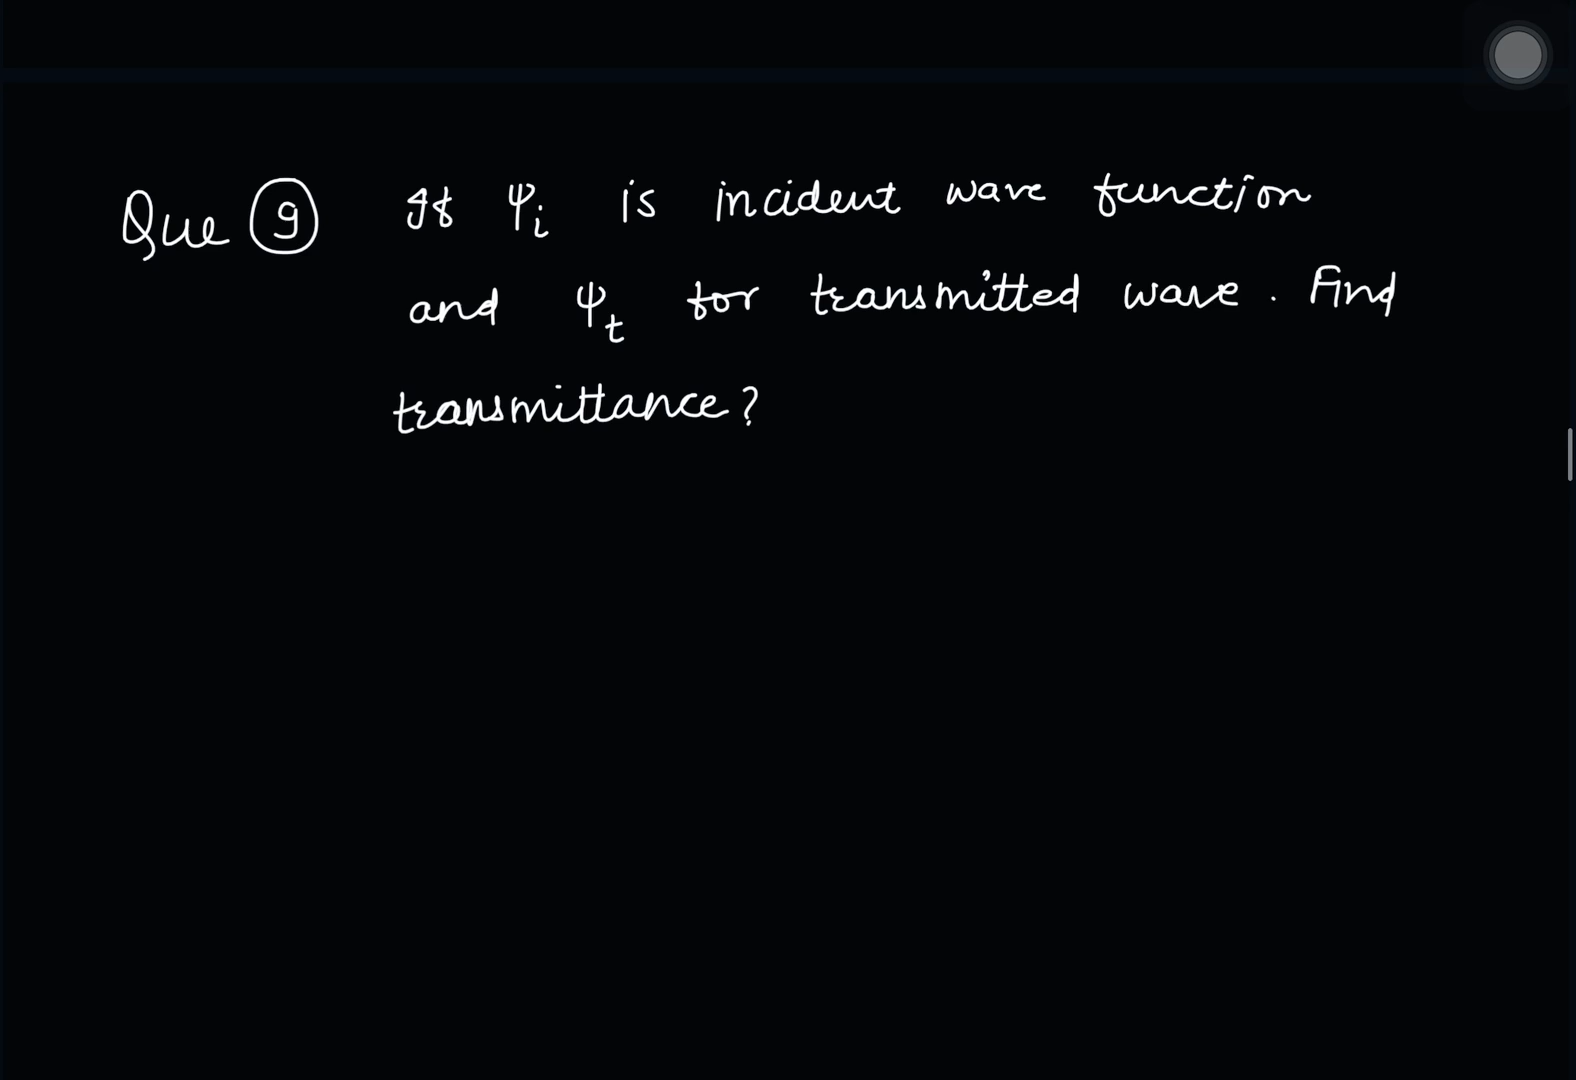 Que 9 If Ψi is incident wave function
and Ψt for transmitted wave. Find
transmittance?